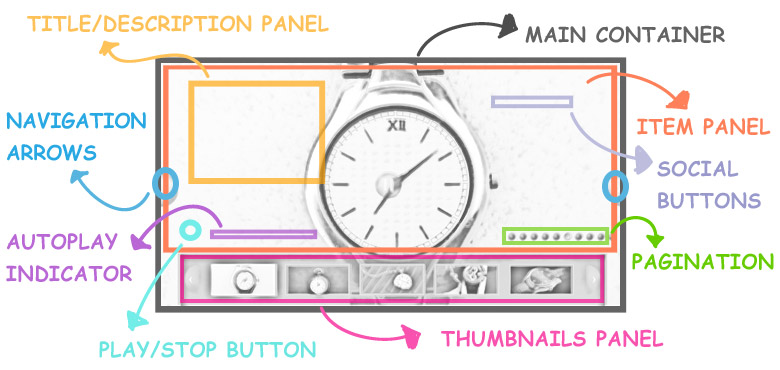 TITLE/DESCRIPTION PANEL
MAIN CONTAINER
NAVIGATION
ARROWS
XII
ITEM PANEL
SOCIAL
BUTTONS
AUTOPLAY
INDICATOR
PAGINATION
PLAY/STOP BUTTON
THUMBNAILS PANEL